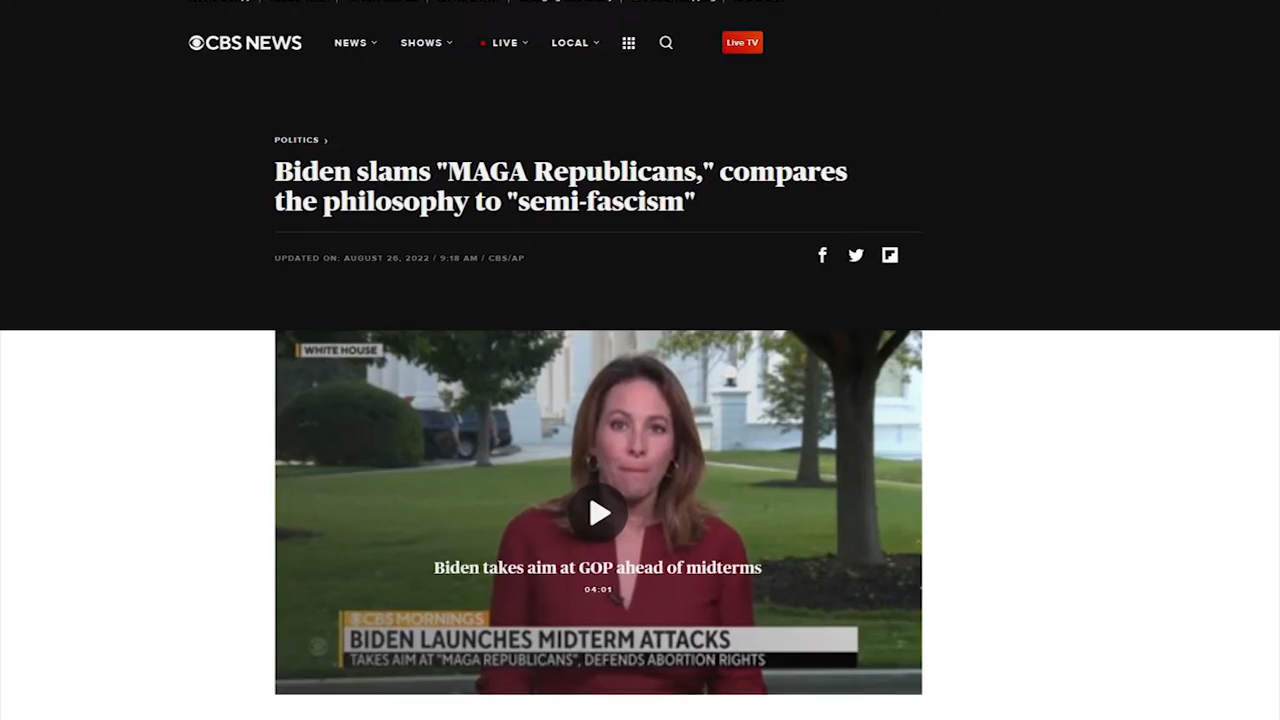 CBS NEWS
NEWS
SHOWS
LIVE
LOCAL
Live TV
POLITICS
Biden slams "MAGA Republicans," compares
the philosophy to "semi-fascism"
UPDATED ON: AUGUST 26, 2022 / 9:18 AM / CBS/AP
WHITE HOUSE
Biden takes aim at GOP ahead of midterms
04:01
CBS MORNINGS
BIDEN LAUNCHES MIDTERM ATTACKS
TAKES AIM AT "MAGA REPUBLICANS", DEFENDS ABORTION RIGHTS